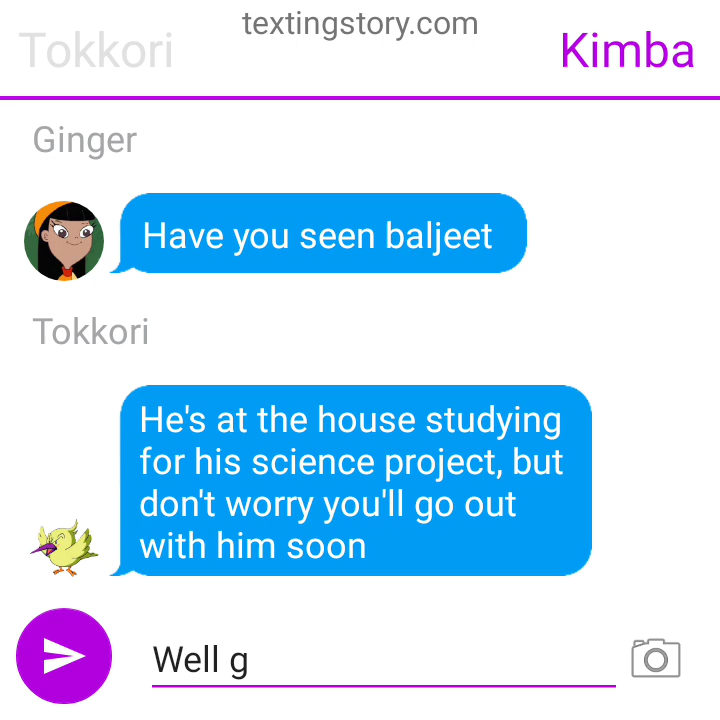 textingstory.com
Tokkori
Kimba
Ginger
Have you seen baljeet
Tokkori
He's at the house studying
for his science project, but
don't worry you'll go out
with him soon
Well g